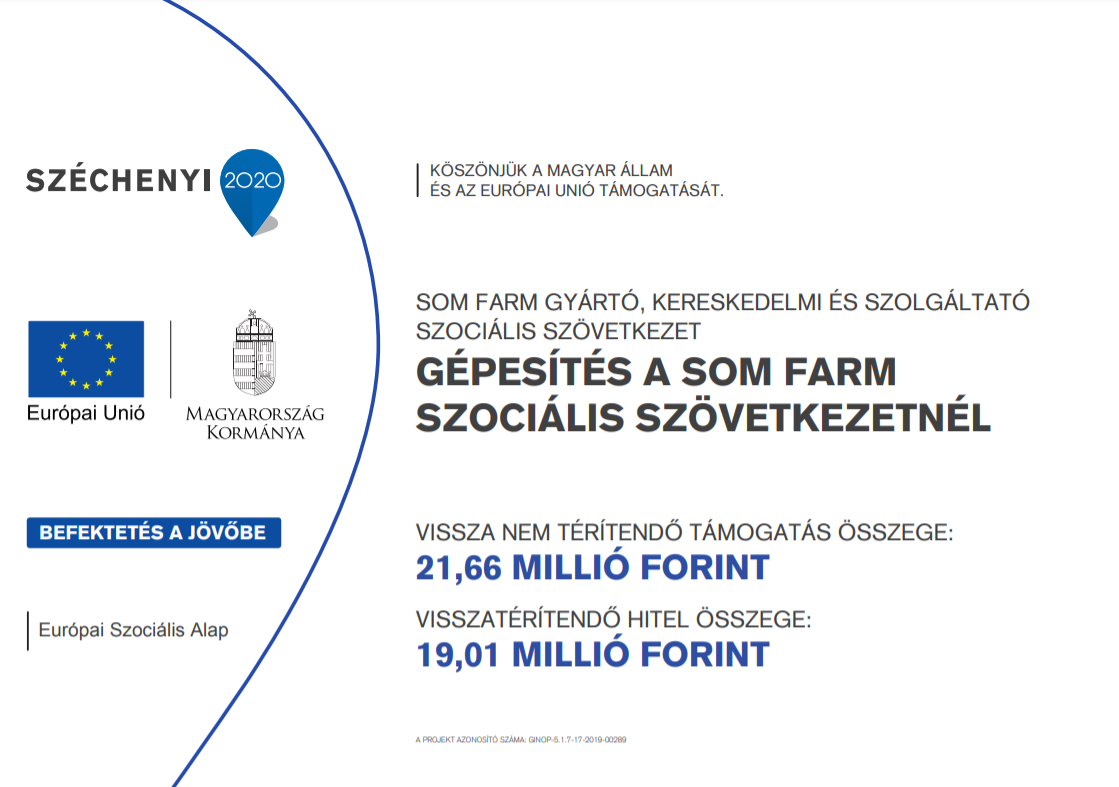 SZÉCHENYI 2020
KÖSZÖNJÜK A MAGYAR ÁLLAM
ÉS AZ EURÓPAI UNIÓ TÁMOGATÁSÁT.
Európai Unió
MAGYARORSZÁG
KORMÁNYA
SOM FARM GYÁRTÓ, KERESKEDELMI ÉS SZOLGÁLTATÓ
SZOCIÁLIS SZÖVETKEZET
GÉPESÍTÉS A SOM FARM
SZOCIÁLIS SZÖVETKEZETNÉL
BEFEKTETÉS A JÖVŐBE
Európai Szociális Alap
VISSZA NEM TÉRÍTENDŐ TÁMOGATÁS ÖSSZEGE:
21,66 MILLIÓ FORINT
VISSZATÉRÍTENDŐ HITEL ÖSSZEGE:
19,01 MILLIÓ FORINT
A PROJEKT AZONOSÍTÓ SZÁMA: GINOP-5.1.7-17-2019-00289